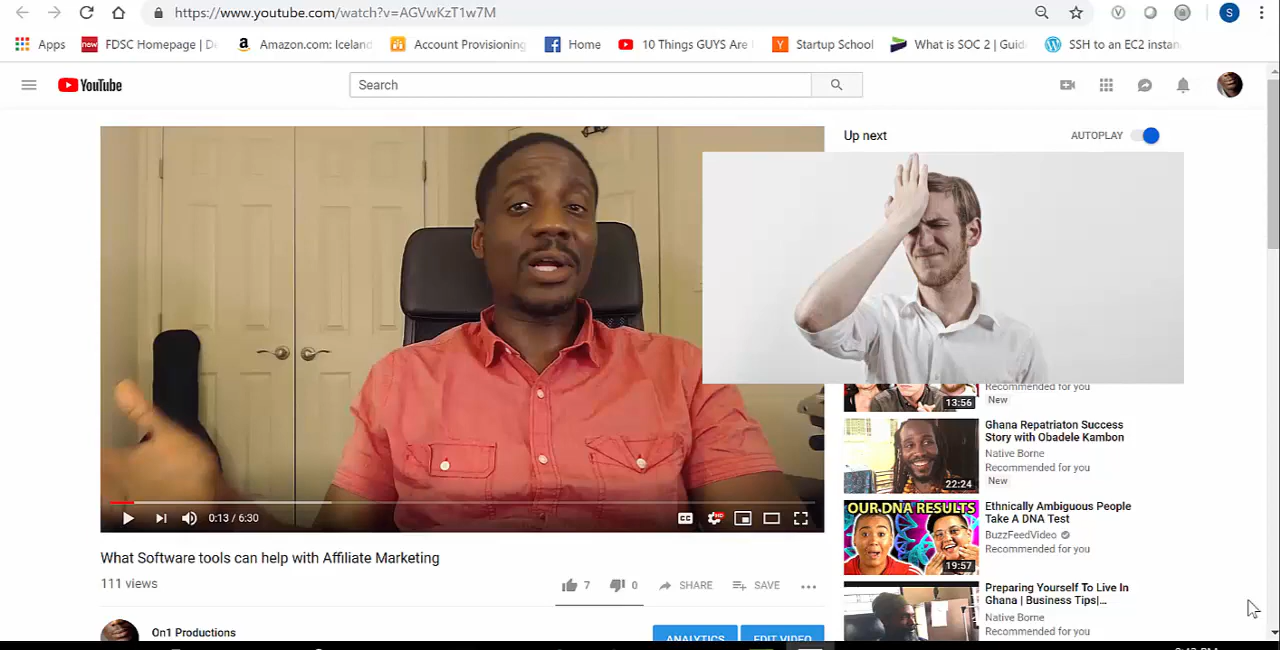 https://www.youtube.com/watch?v=AGVwKzT1w7M
S
Apps
new FDSC Homepage | De
a Amazon.com: Iceland
Account Provisioning
f Home
10 Things GUYS Are
Y Startup School
What is SOC 2 | Guid
SSH to an EC2 instan
YouTube
Search
Up next
AUTOPLAY
13:56
Recommended for you
New
Ghana Repatriaton Success
Story with Obadele Kambon
Native Borne
Recommended for you
New
22:24
OUR DNA RESULTS
19:57
Ethnically Ambiguous People
Take A DNA Test
BuzzFeedVideo
Recommended for you
Preparing Yourself To Live In
Ghana | Business Tips|...
Native Borne
Recommended for you
0:13 / 6:30
CC
HD
What Software tools can help with Affiliate Marketing
111 views
7
0
SHARE
SAVE
On1 Productions
ANALYTICS
EDIT VIDEO